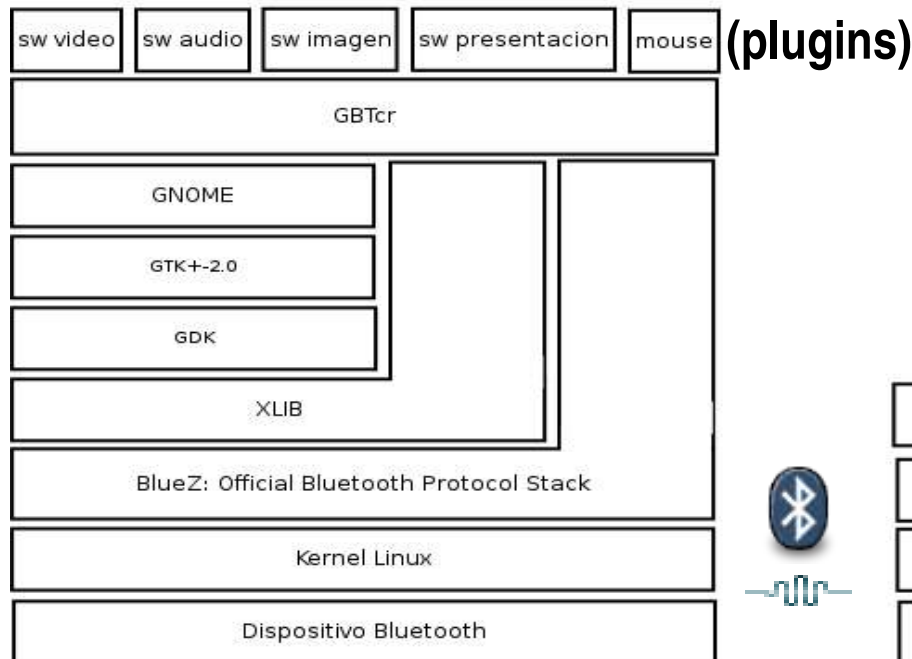 sw video sw audio sw imagen sw presentacion mouse (plugins)
GBTcr
GNOME
GTK+-2.0
GDK
XLIB
BlueZ: Official Bluetooth Protocol Stack
Kernel Linux
Dispositivo Bluetooth